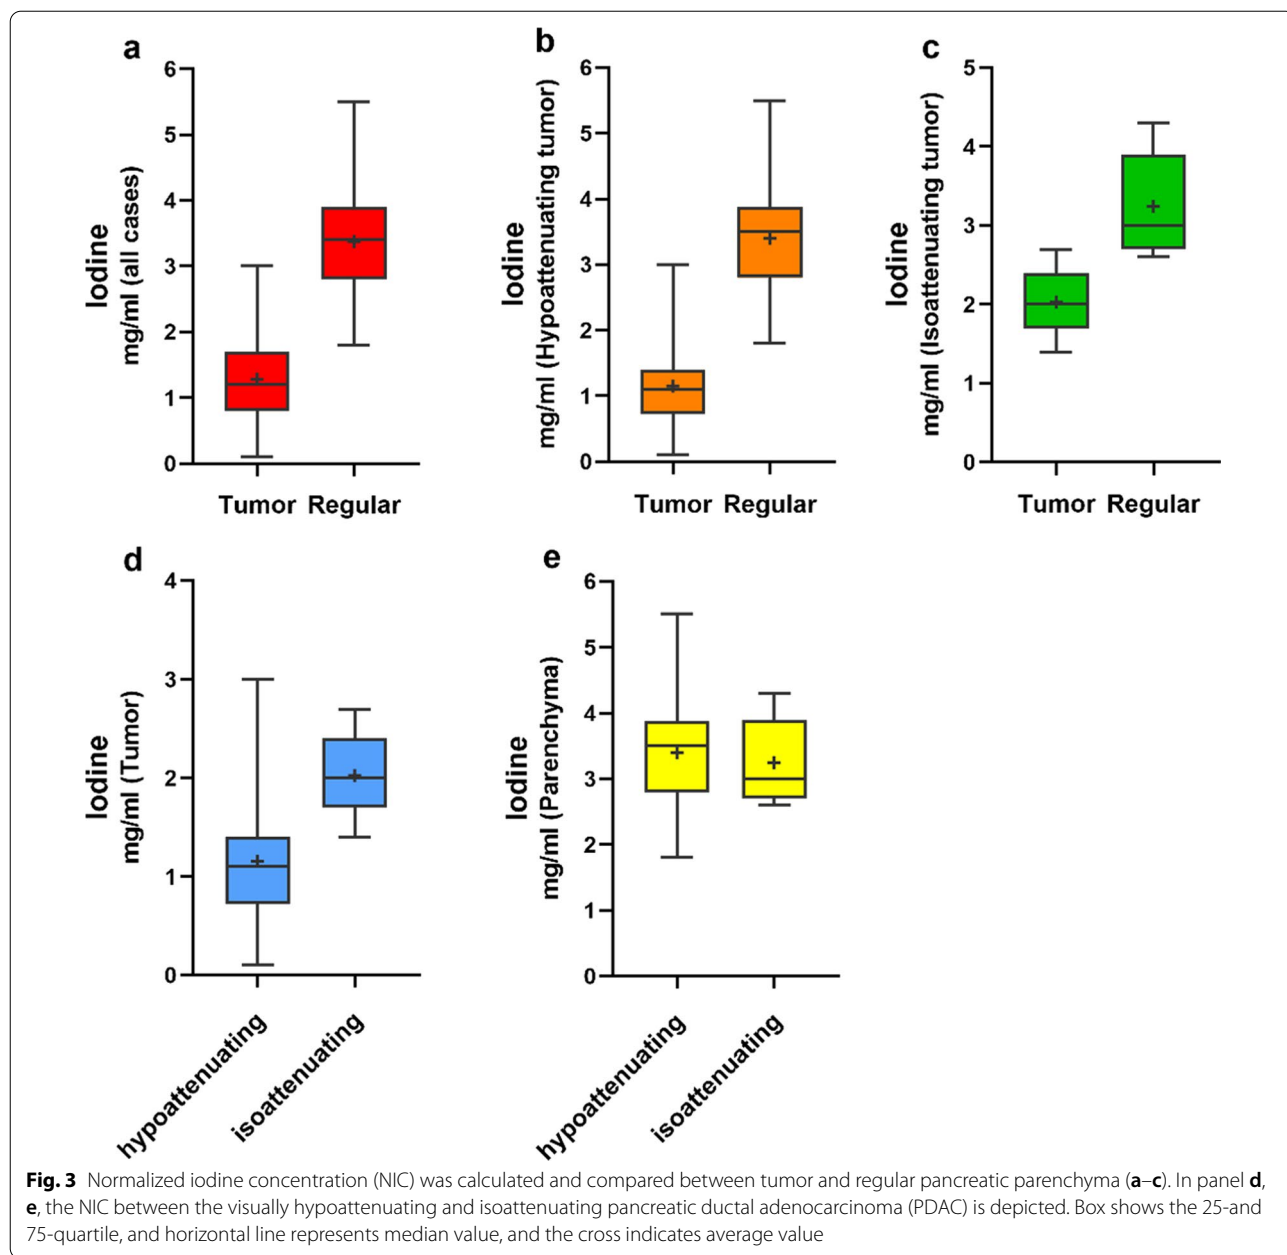 a
6
5
4
3
2
1
0
Iodine
mg/ml (all cases)
Tumor Regular
b
6
5
4
3
2
1
0
Iodine
mg/ml (Hypoattenuating tumor)
Tumor Regular
c
5
4
3
2
1
0
Iodine
mg/ml (Isoattenuating tumor)
Tumor Regular
d
4
3
2
1
0
Iodine
mg/ml (Tumor)
hypoattenuating
isoattenuating
e
6
5
4
3
2
1
0
Iodine
mg/ml (Parenchyma)
hypoattenuating
isoattenuating
Fig. 3 Normalized iodine concentration (NIC) was calculated and compared between tumor and regular pancreatic parenchyma (a–c). In panel d,
e, the NIC between the visually hypoattenuating and isoattenuating pancreatic ductal adenocarcinoma (PDAC) is depicted. Box shows the 25-and
75-quartile, and horizontal line represents median value, and the cross indicates average value